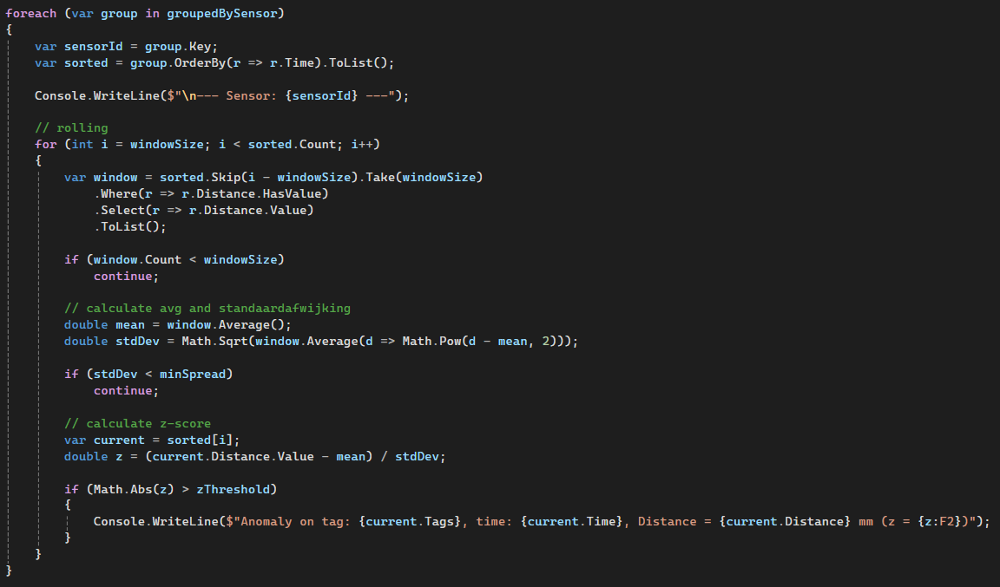 foreach (var group in groupedBySensor)
{
    var sensorId = group.Key;
    var sorted = group.OrderBy(r => r.Time).ToList();

    Console.WriteLine($"\n--- Sensor: {sensorId} ---");

    // rolling
    for (int i = windowSize; i < sorted.Count; i++)
    {
        var window = sorted.Skip(i - windowSize).Take(windowSize)
            .Where(r => r.Distance.HasValue)
            .Select(r => r.Distance.Value)
            .ToList();

        if (window.Count < windowSize)
            continue;

        // calculate avg and standaardafwijking
        double mean = window.Average();
        double stdDev = Math.Sqrt(window.Average(d => Math.Pow(d - mean, 2)));

        if (stdDev < minSpread)
            continue;

        // calculate z-score
        var current = sorted[i];
        double z = (current.Distance.Value - mean) / stdDev;

        if (Math.Abs(z) > zThreshold)
        {
            Console.WriteLine($"Anomaly on tag: {current.Tags}, time: {current.Time}, Distance = {current.Distance} mm (z = {z:F2})");
        }
    }
}